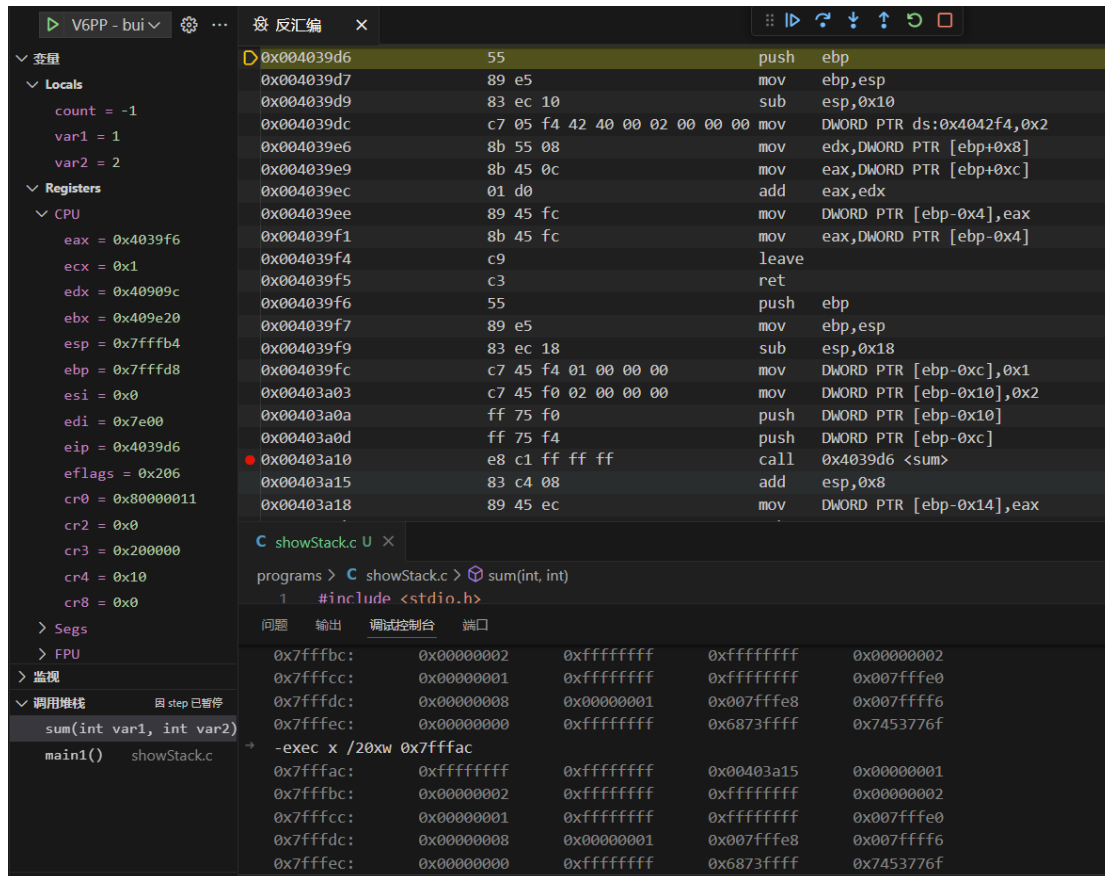 V6PP - bui
反汇编
变量
Locals
count = -1
var1 = 1
var2 = 2
Registers
CPU
eax = 0x4039f6
ecx = 0x1
edx = 0x40909c
ebx = 0x409e20
esp = 0x7fffb4
ebp = 0x7fffd8
esi = 0x0
edi = 0x7e00
eip = 0x4039d6
eflags = 0x206
cr0 = 0x80000011
cr2 = 0x0
cr3 = 0x200000
cr4 = 0x10
cr8 = 0x0
Segs
FPU
监视
调用堆栈 因 step 已暂停
sum(int var1, int var2)
main1() showStack.c
0x004039d6 55 push ebp
0x004039d7 89 e5 mov ebp,esp
0x004039d9 83 ec 10 sub esp,0x10
0x004039dc c7 05 f4 42 40 00 02 00 00 00 mov DWORD PTR ds:0x4042f4,0x2
0x004039e6 8b 55 08 mov edx,DWORD PTR [ebp+0x8]
0x004039e9 8b 45 0c mov eax,DWORD PTR [ebp+0xc]
0x004039ec 01 d0 add eax,edx
0x004039ee 89 45 fc mov DWORD PTR [ebp-0x4],eax
0x004039f1 8b 45 fc mov eax,DWORD PTR [ebp-0x4]
0x004039f4 c9 leave
0x004039f5 c3 ret
0x004039f6 55 push ebp
0x004039f7 89 e5 mov ebp,esp
0x004039f9 83 ec 18 sub esp,0x18
0x004039fc c7 45 f4 01 00 00 00 mov DWORD PTR [ebp-0xc],0x1
0x00403a03 c7 45 f0 02 00 00 00 mov DWORD PTR [ebp-0x10],0x2
0x00403a0a ff 75 f0 push DWORD PTR [ebp-0x10]
0x00403a0d ff 75 f4 push DWORD PTR [ebp-0xc]
0x00403a10 e8 c1 ff ff ff call 0x4039d6 <sum>
0x00403a15 83 c4 08 add esp,0x8
0x00403a18 89 45 ec mov DWORD PTR [ebp-0x14],eax
C showStack.c U
programs > C showStack.c > sum(int, int)
1 #include <stdio.h>
问题 输出 调试控制台 端口
0x7fffbc: 0x00000002 0xffffffff 0xffffffff 0x00000002
0x7fffcc: 0x00000001 0xffffffff 0xffffffff 0x007fffe0
0x7fffdc: 0x00000008 0x00000001 0x007fffe8 0x007ffff6
0x7fffec: 0x00000000 0xffffffff 0x6873ffff 0x7453776f
-exec x /20xw 0x7fffac
0x7fffac: 0xffffffff 0xffffffff 0x00403a15 0x00000001
0x7fffbc: 0x00000002 0xffffffff 0xffffffff 0x00000002
0x7fffcc: 0x00000001 0xffffffff 0xffffffff 0x007fffe0
0x7fffdc: 0x00000008 0x00000001 0x007fffe8 0x007ffff6
0x7fffec: 0x00000000 0xffffffff 0x6873ffff 0x7453776f